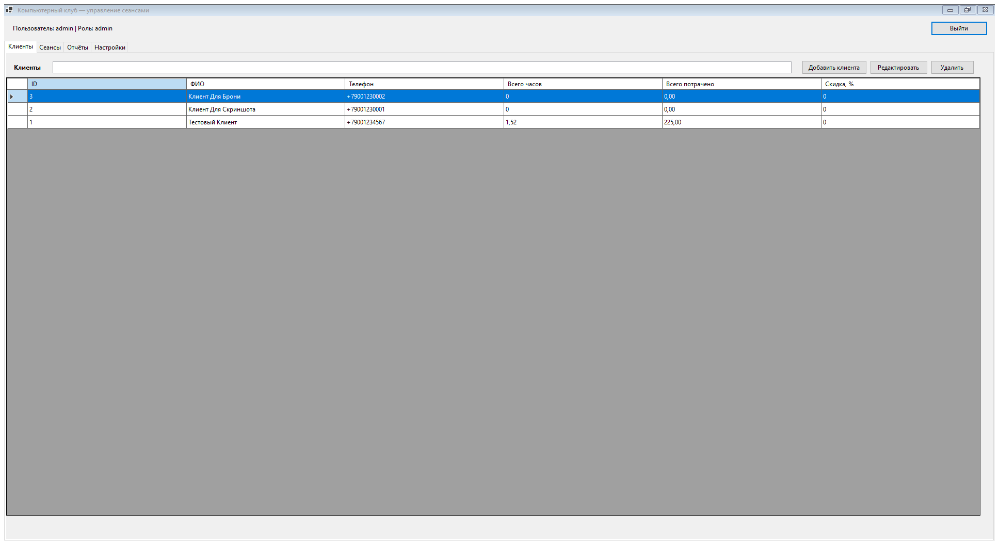 Компьютерный клуб — управление сеансами
Пользователь: admin | Роль: admin
Выйти
Клиенты Сеансы Отчёты Настройки
Клиенты Добавить клиента Редактировать Удалить
ID ФИО Телефон Всего часов Всего потрачено Скидка, %
3 Клиент Для Брони +79001230002 0 0,00 0
2 Клиент Для Скриншота +79001230001 0 0,00 0
1 Тестовый Клиент +79001234567 1,52 225,00 0